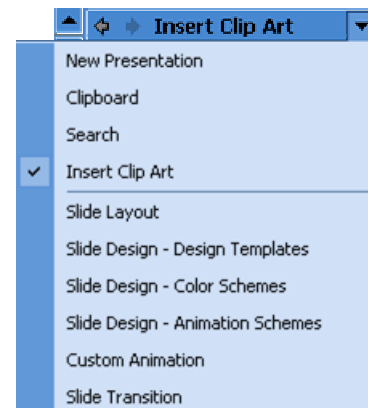 Insert Clip Art
New Presentation
Clipboard
Search
Insert Clip Art
Slide Layout
Slide Design - Design Templates
Slide Design - Color Schemes
Slide Design - Animation Schemes
Custom Animation
Slide Transition